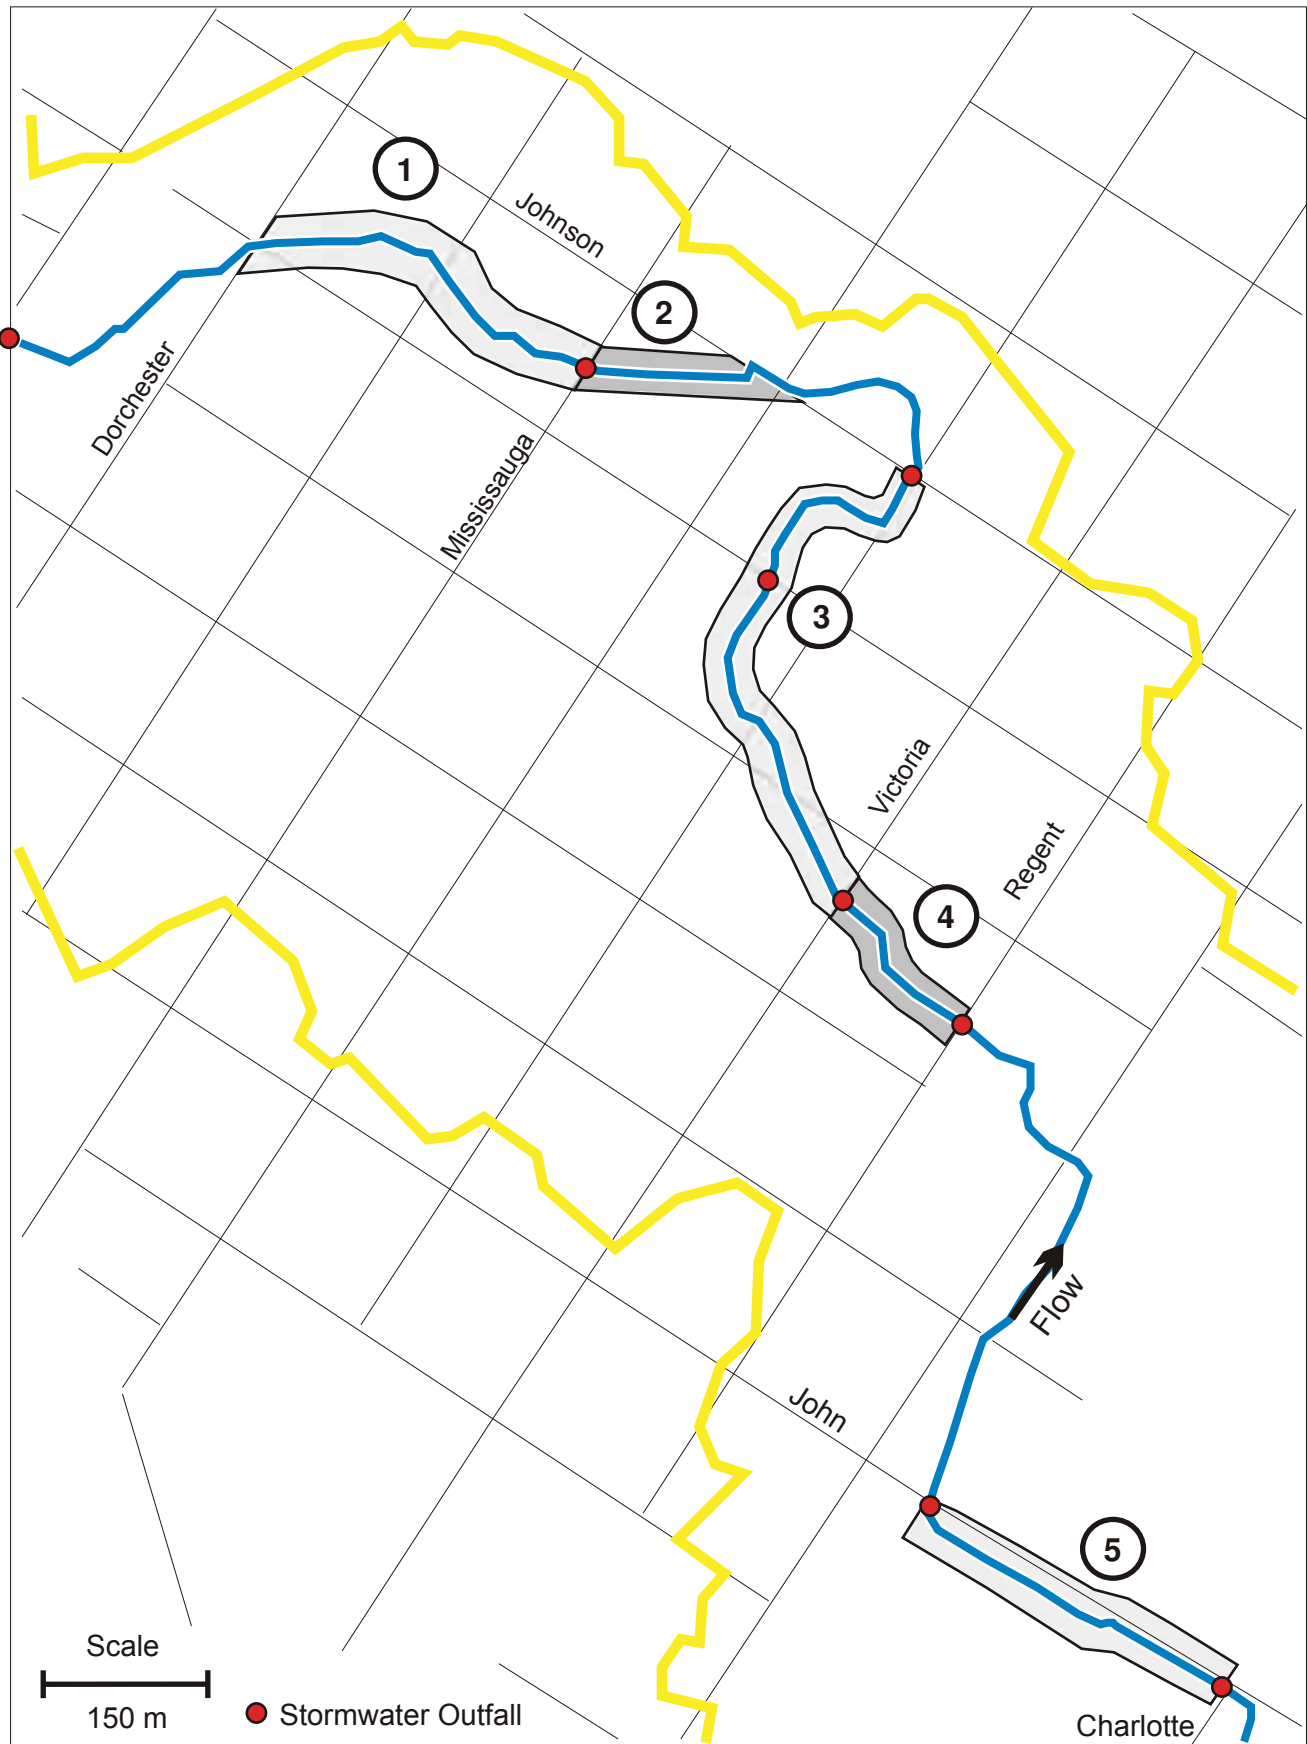 1
Johnson
2
Dorchester
Mississauga
3
Victoria
Regent
4
Flow
John
5
Scale
150 m
Stormwater Outfall
Charlotte